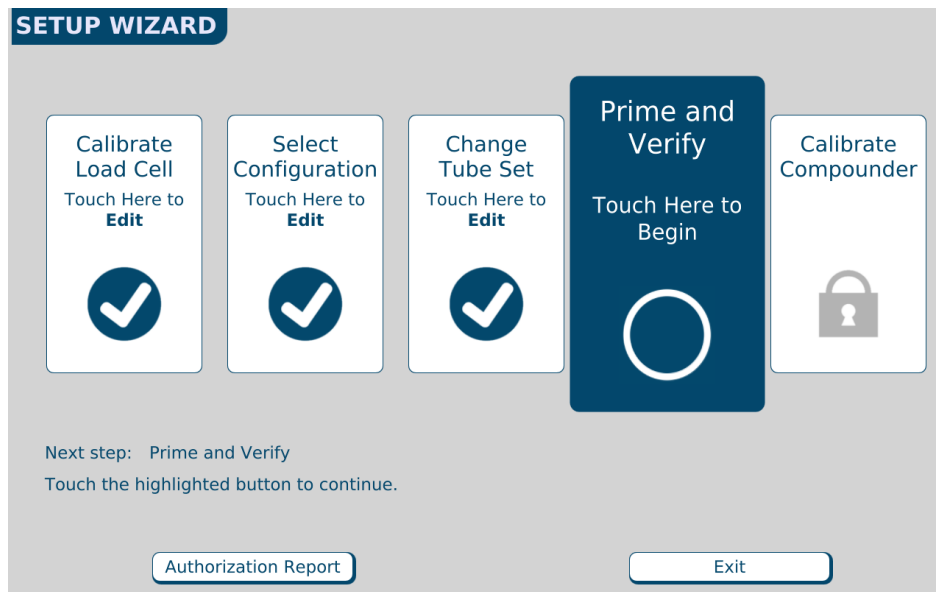 SETUP WIZARD
Calibrate
Load Cell
Touch Here to
Edit
Select
Configuration
Touch Here to
Edit
Change
Tube Set
Touch Here to
Edit
Prime and
Verify
Touch Here to
Begin
Calibrate
Compounder
Next step: Prime and Verify
Touch the highlighted button to continue.
Authorization Report
Exit